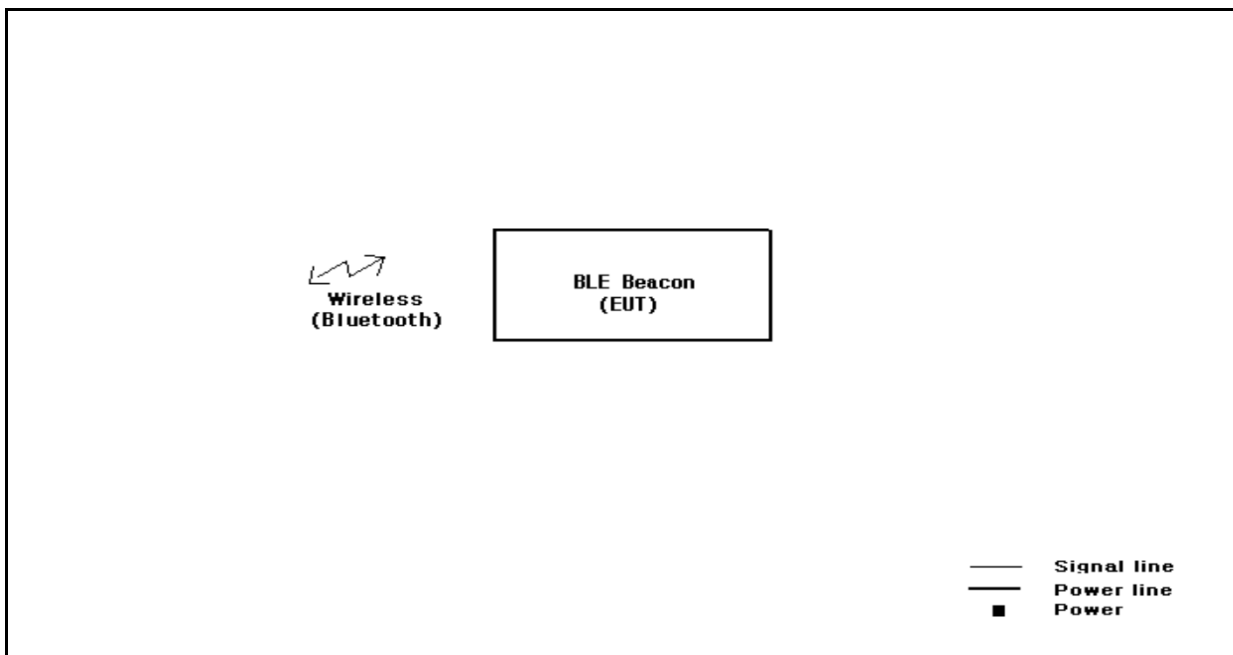 BLE Beacon
(EUT)
Wireless
(Bluetooth)
Signal line
Power line
Power